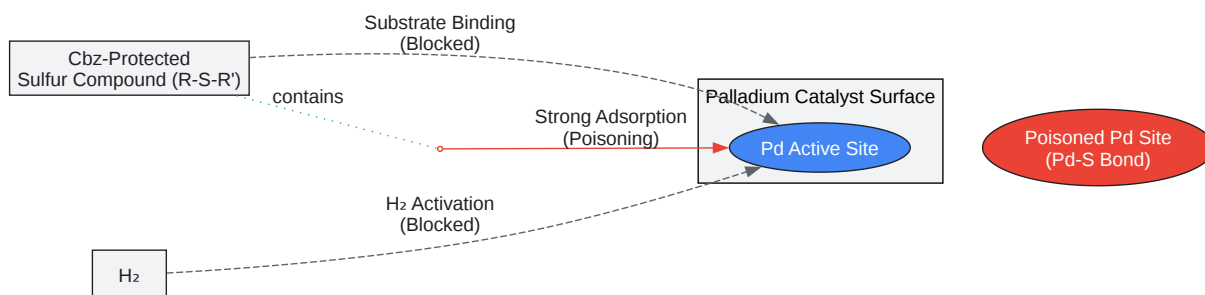 Substrate Binding
(Blocked)
Cbz-Protected
Sulfur Compound (R-S-R')
contains
Palladium Catalyst Surface
Strong Adsorption
(Poisoning)
Pd Active Site
Poisoned Pd Site
(Pd-S Bond)
H₂ Activation
(Blocked)
H₂